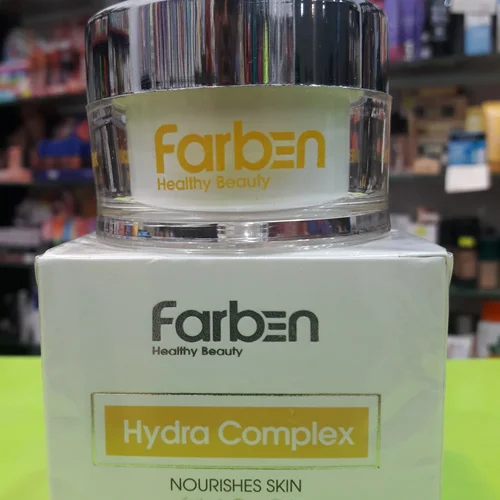 Farben
Healthy Beauty
Farben
Healthy Beauty
Hydra Complex
NOURISHES SKIN